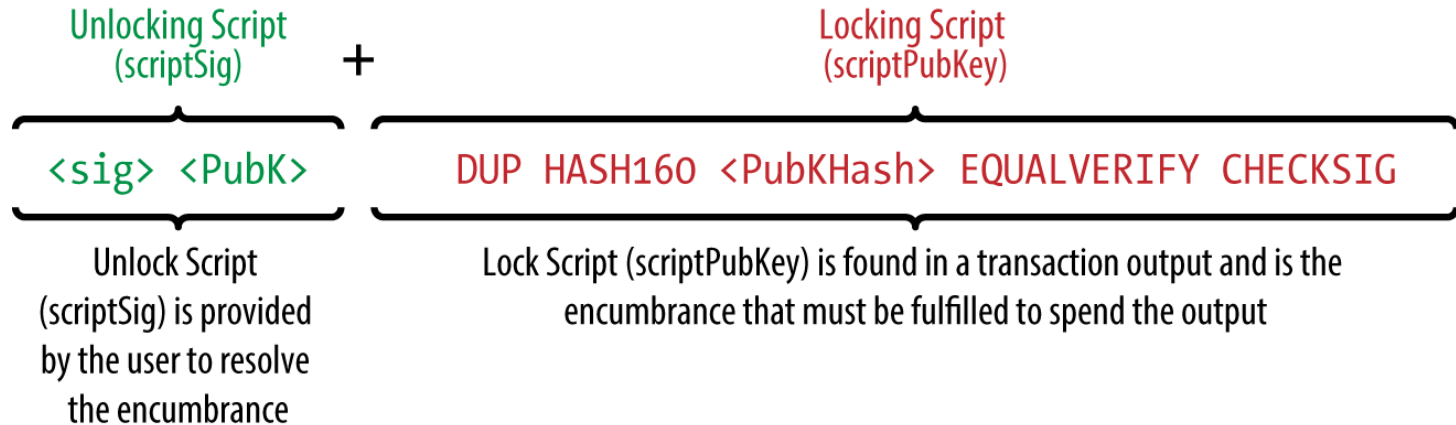 Unlocking Script
(scriptSig)
+
Locking Script
(scriptPubKey)
<sig> <PubK>
DUP HASH160 <PubKHash> EQUALVERIFY CHECKSIG
Unlock Script
(scriptSig) is provided
by the user to resolve
the encumbrance
Lock Script (scriptPubKey) is found in a transaction output and is the
encumbrance that must be fulfilled to spend the output